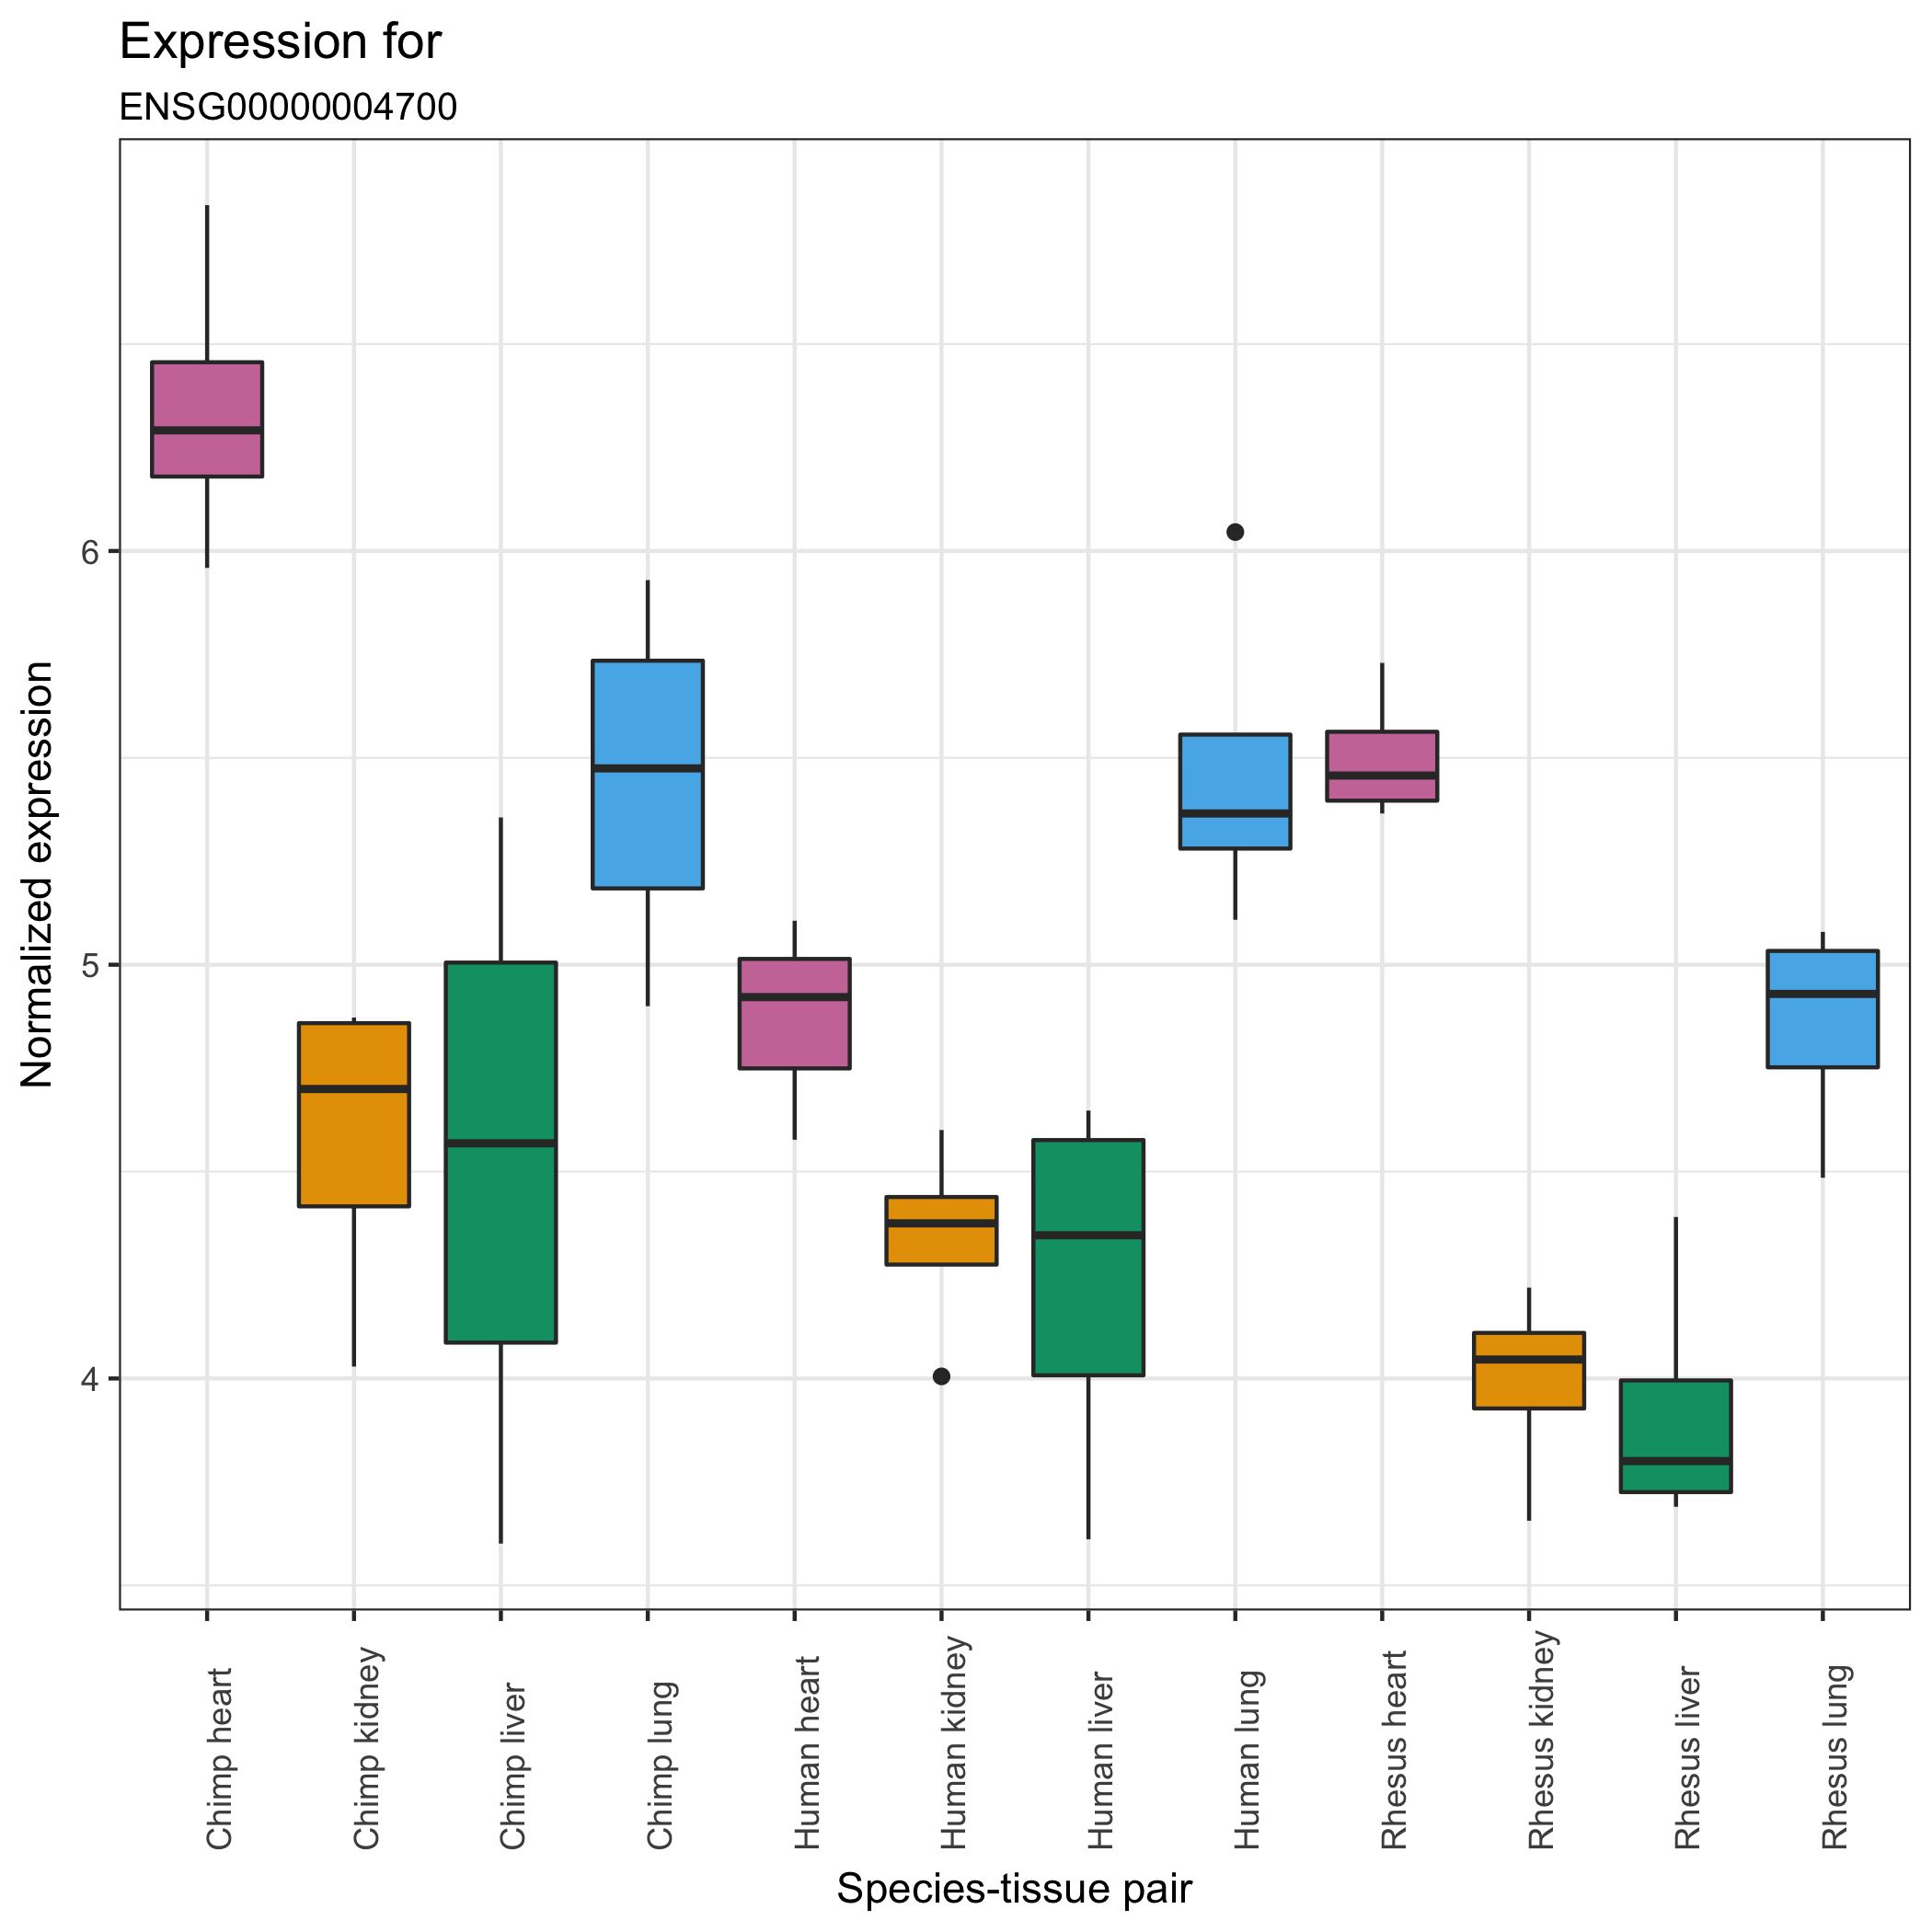 Expression for
ENSG00000004700
Normalized expression
6
5
4
Chimp heart
Chimp kidney
Chimp liver
Chimp lung
Human heart
Human kidney
Human liver
Human lung
Rhesus heart
Rhesus kidney
Rhesus liver
Rhesus lung
Species-tissue pair